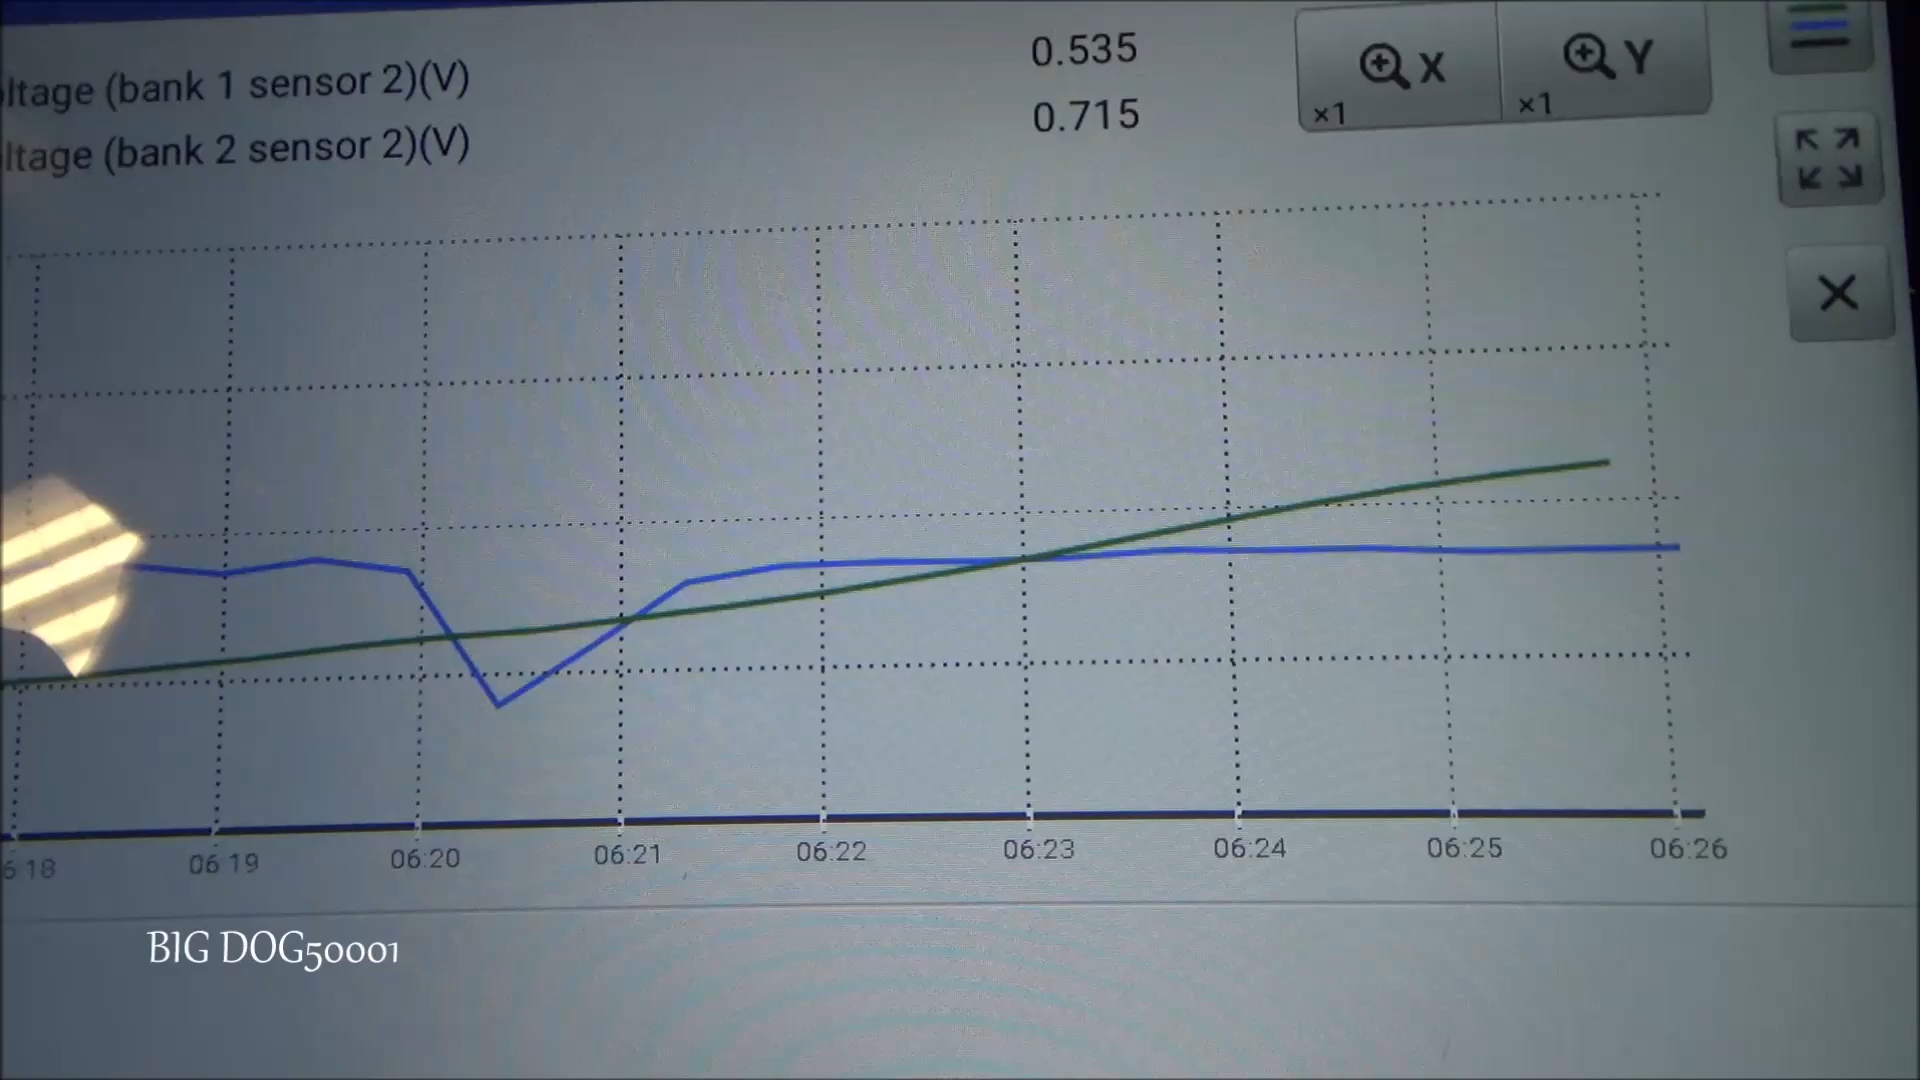 ltage (bank 1 sensor 2)(V) 0.535
ltage (bank 2 sensor 2)(V) 0.715
X
×1
Y
×1
06:19 06:20 06:21 06:22 06:23 06:24 06:25 06:26
BIG DOG50001